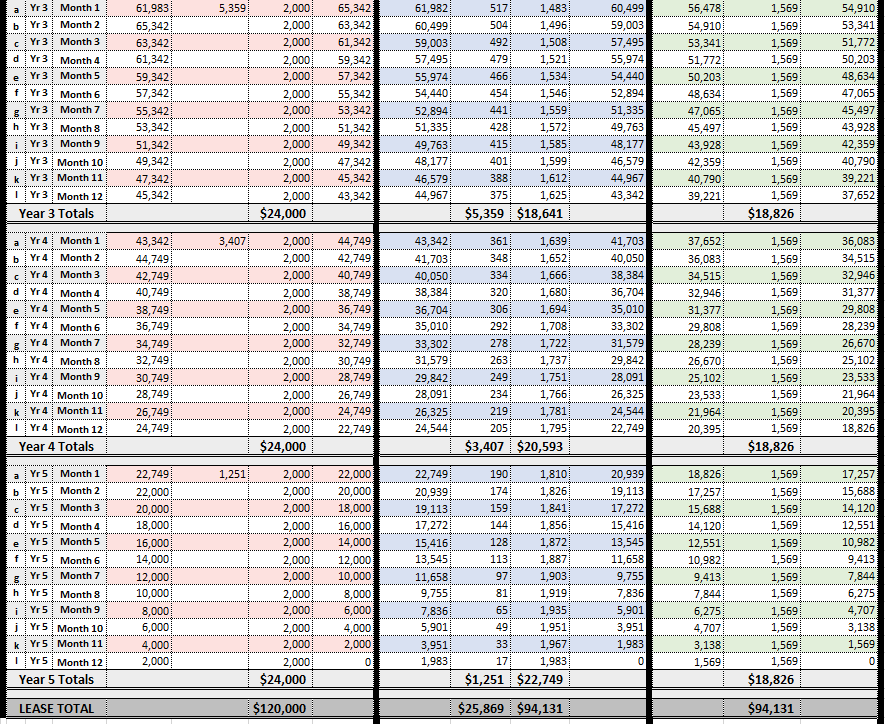 a Yr 3 Month 1 61,983 5,359 2,000 65,342 61,982 517 1,483 60,499 56,478 1,569 54,910
b Yr 3 Month 2 65,342 2,000 63,342 60,499 504 1,496 59,003 54,910 1,569 53,341
c Yr 3 Month 3 63,342 2,000 61,342 59,003 492 1,508 57,495 53,341 1,569 51,772
d Yr 3 Month 4 61,342 2,000 59,342 57,495 479 1,521 55,974 51,772 1,569 50,203
e Yr 3 Month 5 59,342 2,000 57,342 55,974 466 1,534 54,440 50,203 1,569 48,634
f Yr 3 Month 6 57,342 2,000 55,342 54,440 454 1,546 52,894 48,634 1,569 47,065
g Yr 3 Month 7 55,342 2,000 53,342 52,894 441 1,559 51,335 47,065 1,569 45,497
h Yr 3 Month 8 53,342 2,000 51,342 51,335 428 1,572 49,763 45,497 1,569 43,928
i Yr 3 Month 9 51,342 2,000 49,342 49,763 415 1,585 48,177 43,928 1,569 42,359
j Yr 3 Month 10 49,342 2,000 47,342 48,177 401 1,599 46,579 42,359 1,569 40,790
k Yr 3 Month 11 47,342 2,000 45,342 46,579 388 1,612 44,967 40,790 1,569 39,221
l Yr 3 Month 12 45,342 2,000 43,342 44,967 375 1,625 43,342 39,221 1,569 37,652
Year 3 Totals $24,000 $5,359 $18,641 $18,826
a Yr 4 Month 1 43,342 3,407 2,000 44,749 43,342 361 1,639 41,703 37,652 1,569 36,083
b Yr 4 Month 2 44,749 2,000 42,749 41,703 348 1,652 40,050 36,083 1,569 34,515
c Yr 4 Month 3 42,749 2,000 40,749 40,050 334 1,666 38,384 34,515 1,569 32,946
d Yr 4 Month 4 40,749 2,000 38,749 38,384 320 1,680 36,704 32,946 1,569 31,377
e Yr 4 Month 5 38,749 2,000 36,749 36,704 306 1,694 35,010 31,377 1,569 29,808
f Yr 4 Month 6 36,749 2,000 34,749 35,010 292 1,708 33,302 29,808 1,569 28,239
g Yr 4 Month 7 34,749 2,000 32,749 33,302 278 1,722 31,579 28,239 1,569 26,670
h Yr 4 Month 8 32,749 2,000 30,749 31,579 263 1,737 29,842 26,670 1,569 25,102
i Yr 4 Month 9 30,749 2,000 28,749 29,842 249 1,751 28,091 25,102 1,569 23,533
j Yr 4 Month 10 28,749 2,000 26,749 28,091 234 1,766 26,325 23,533 1,569 21,964
k Yr 4 Month 11 26,749 2,000 24,749 26,325 219 1,781 24,544 21,964 1,569 20,395
l Yr 4 Month 12 24,749 2,000 22,749 24,544 205 1,795 22,749 20,395 1,569 18,826
Year 4 Totals $24,000 $3,407 $20,593 $18,826
a Yr 5 Month 1 22,749 1,251 2,000 22,000 22,749 190 1,810 20,939 18,826 1,569 17,257
b Yr 5 Month 2 22,000 2,000 20,000 20,939 174 1,826 19,113 17,257 1,569 15,688
c Yr 5 Month 3 20,000 2,000 18,000 19,113 159 1,841 17,272 15,688 1,569 14,120
d Yr 5 Month 4 18,000 2,000 16,000 17,272 144 1,856 15,416 14,120 1,569 12,551
e Yr 5 Month 5 16,000 2,000 14,000 15,416 128 1,872 13,545 12,551 1,569 10,982
f Yr 5 Month 6 14,000 2,000 12,000 13,545 113 1,887 11,658 10,982 1,569 9,413
g Yr 5 Month 7 12,000 2,000 10,000 11,658 97 1,903 9,755 9,413 1,569 7,844
h Yr 5 Month 8 10,000 2,000 8,000 9,755 81 1,919 7,836 7,844 1,569 6,275
i Yr 5 Month 9 8,000 2,000 6,000 7,836 65 1,935 5,901 6,275 1,569 4,707
j Yr 5 Month 10 6,000 2,000 4,000 5,901 49 1,951 3,951 4,707 1,569 3,138
k Yr 5 Month 11 4,000 2,000 2,000 3,951 33 1,967 1,983 3,138 1,569 1,569
l Yr 5 Month 12 2,000 2,000 0 1,983 17 1,983 0 1,569 1,569 0
Year 5 Totals $24,000 $1,251 $22,749 $18,826
LEASE TOTAL $120,000 $25,869 $94,131 $94,131